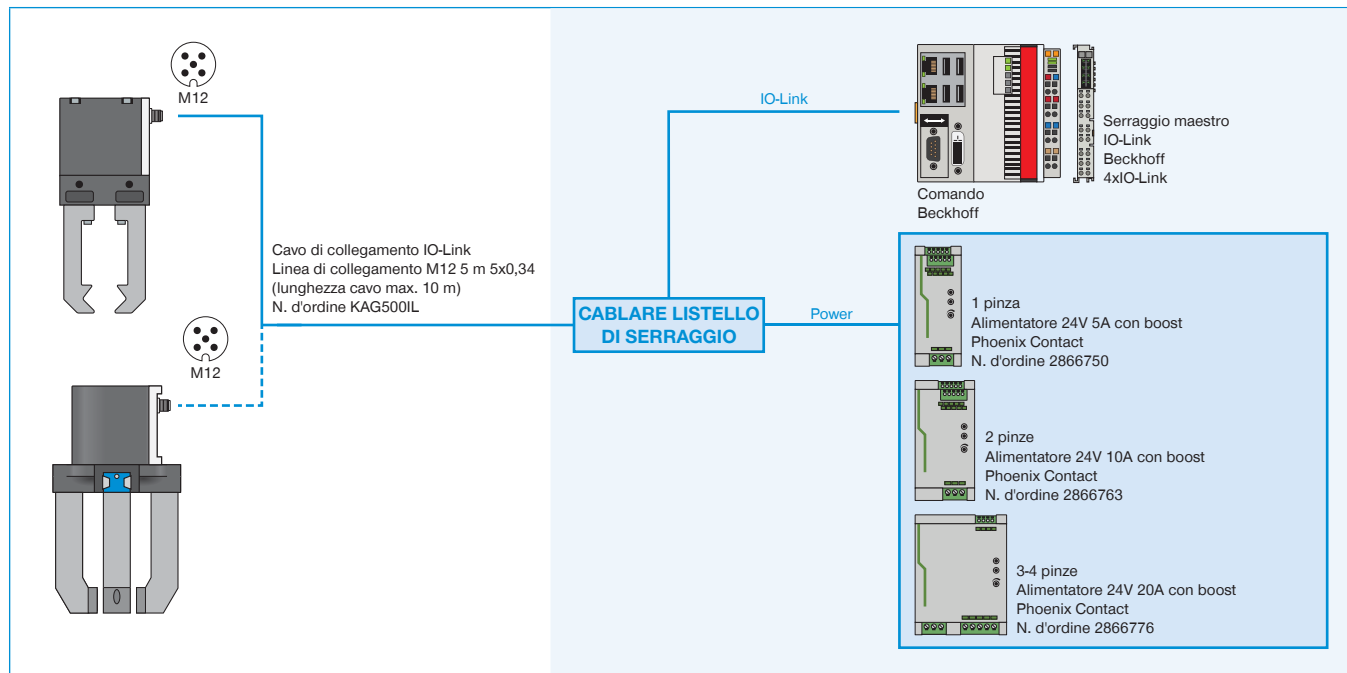 M12
Cavo di collegamento IO-Link
Linea di collegamento M12 5 m 5x0,34
(lunghezza cavo max. 10 m)
N. d'ordine KAG500IL
M12
CABLARE LISTELLO
DI SERRAGGIO
IO-Link
Power
Comando
Beckhoff
Serraggio maestro
IO-Link
Beckhoff
4xIO-Link
1 pinza
Alimentatore 24V 5A con boost
Phoenix Contact
N. d'ordine 2866750
2 pinze
Alimentatore 24V 10A con boost
Phoenix Contact
N. d'ordine 2866763
3-4 pinze
Alimentatore 24V 20A con boost
Phoenix Contact
N. d'ordine 2866776